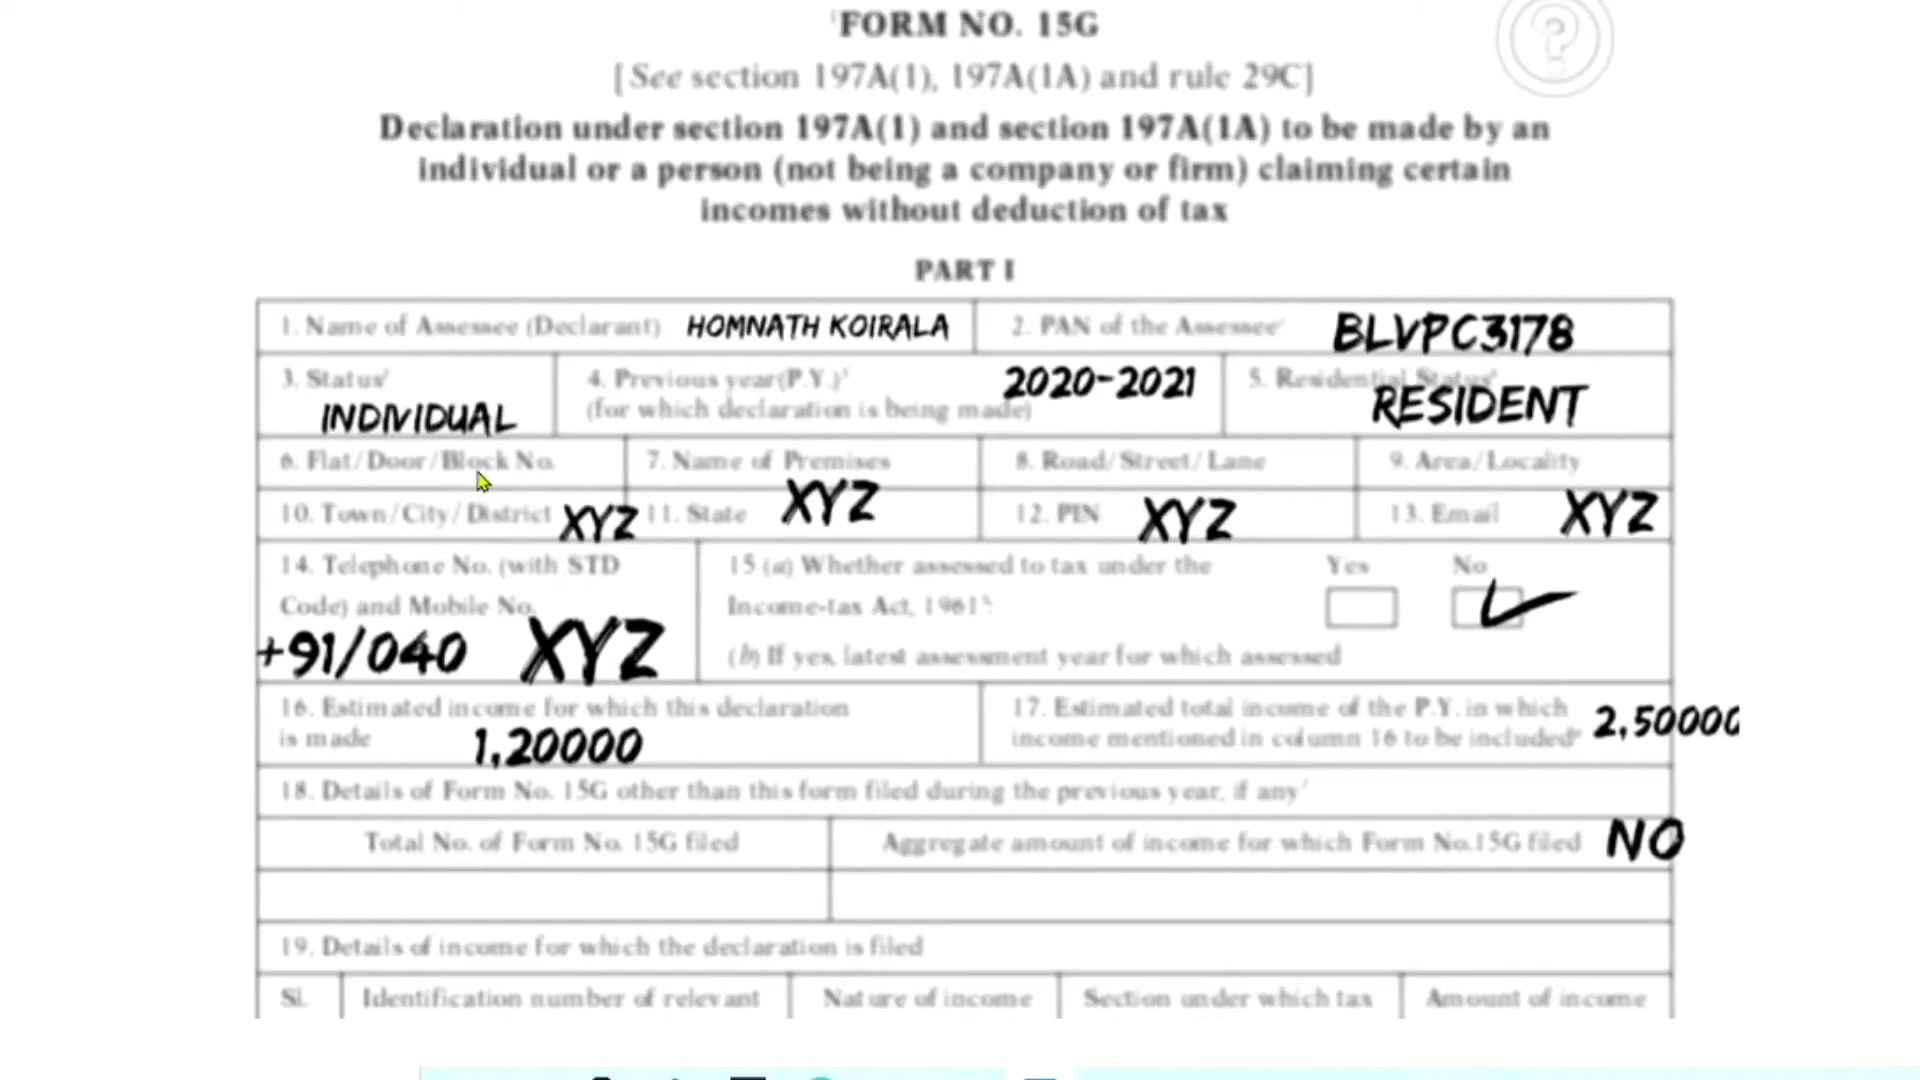 FORM NO. 15G
[See section 197A(1), 197A(1A) and rule 29C]
Declaration under section 197A(1) and section 197A(1A) to be made by an
individual or a person (not being a company or firm) claiming certain
incomes without deduction of tax
PART I
1. Name of Assessee (Declarant) HOMNATH KOIRALA 2. PAN of the Assessee BLVPC3178
3. Status INDIVIDUAL 4. Previous year(P.Y.) (for which declaration is being made) 2020-2021 5. Residential Status RESIDENT
6. Flat/Door/Block No. 7. Name of Premises 8. Road/Street/Lane 9. Area/Locality
10. Town/City/District XYZ 11. State XYZ 12. PIN XYZ 13. Email XYZ
14. Telephone No. (with STD Code) and Mobile No. +91/040 XYZ
15 (a) Whether assessed to tax under the Income-tax Act, 1961: Yes No
(b) If yes, latest assessment year for which assessed
16. Estimated income for which this declaration is made 1,20000
17. Estimated total income of the P.Y. in which income mentioned in column 16 to be included 2,50000
18. Details of Form No. 15G other than this form filed during the previous year, if any
Total No. of Form No. 15G filed Aggregate amount of income for which Form No.15G filed NO
19. Details of income for which the declaration is filed
Sl. Identification number of relevant Nature of income Section under which tax Amount of income